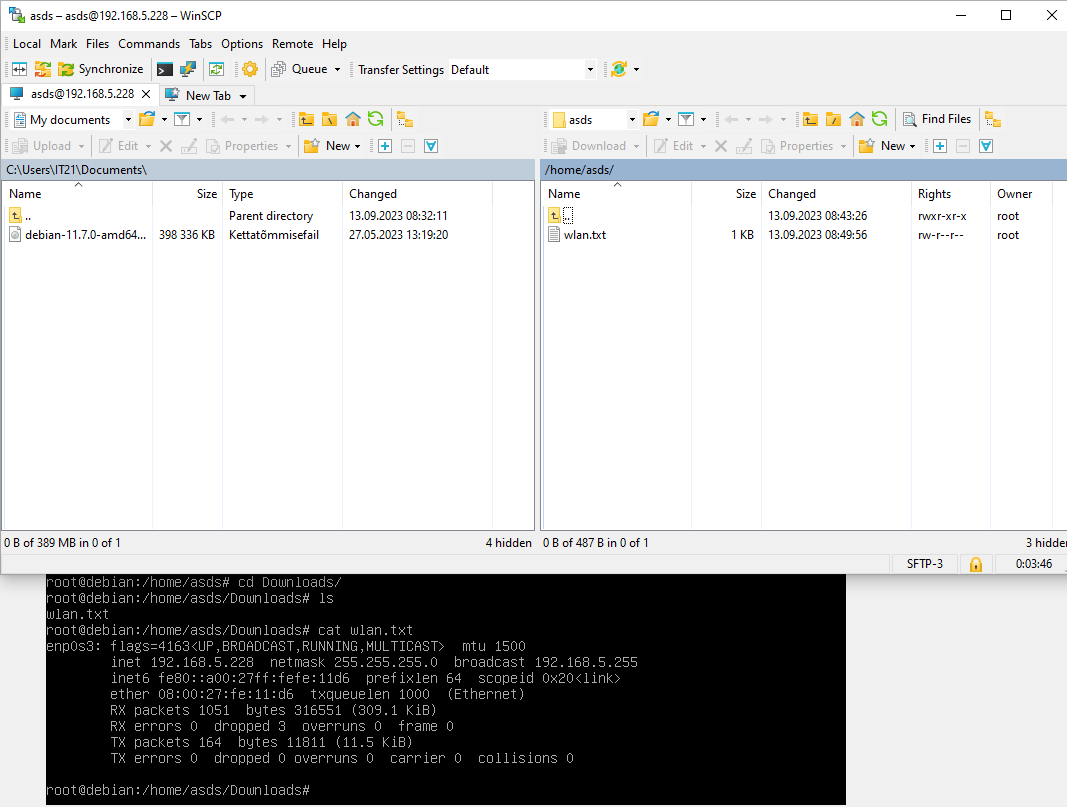 asds – asds@192.168.5.228 – WinSCP
Local Mark Files Commands Tabs Options Remote Help
Synchronize Queue Transfer Settings Default
asds@192.168.5.228 New Tab
My documents
Upload Edit Properties New
C:\Users\IT21\Documents\
Name Size Type Changed
.. Parent directory 13.09.2023 08:32:11
debian-11.7.0-amd64... 398 336 KB Kettatõmmisefail 27.05.2023 13:19:20
0 B of 389 MB in 0 of 1 4 hidden
asds Find Files
Download Edit Properties New
/home/asds/
Name Size Changed Rights Owner
.. 13.09.2023 08:43:26 rwxr-xr-x root
wlan.txt 1 KB 13.09.2023 08:49:56 rw-r--r-- root
0 B of 487 B in 0 of 1 3 hidden
SFTP-3 0:03:46
root@debian:/home/asds# cd Downloads/
root@debian:/home/asds/Downloads# ls
wlan.txt
root@debian:/home/asds/Downloads# cat wlan.txt
enp0s3: flags=4163<UP,BROADCAST,RUNNING,MULTICAST>  mtu 1500
inet 192.168.5.228  netmask 255.255.255.0  broadcast 192.168.5.255
inet6 fe80::a00:27ff:fefe:11d6  prefixlen 64  scopeid 0x20<link>
ether 08:00:27:fe:11:d6  txqueuelen 1000  (Ethernet)
RX packets 1051  bytes 316551 (309.1 KiB)
RX errors 0  dropped 3  overruns 0  frame 0
TX packets 164  bytes 11811 (11.5 KiB)
TX errors 0  dropped 0 overruns 0  carrier 0  collisions 0
root@debian:/home/asds/Downloads#